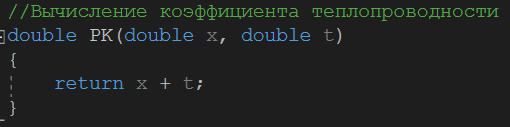 //Вычисление коэффициента теплопроводности
double PK(double x, double t)
{
    return x + t;
}